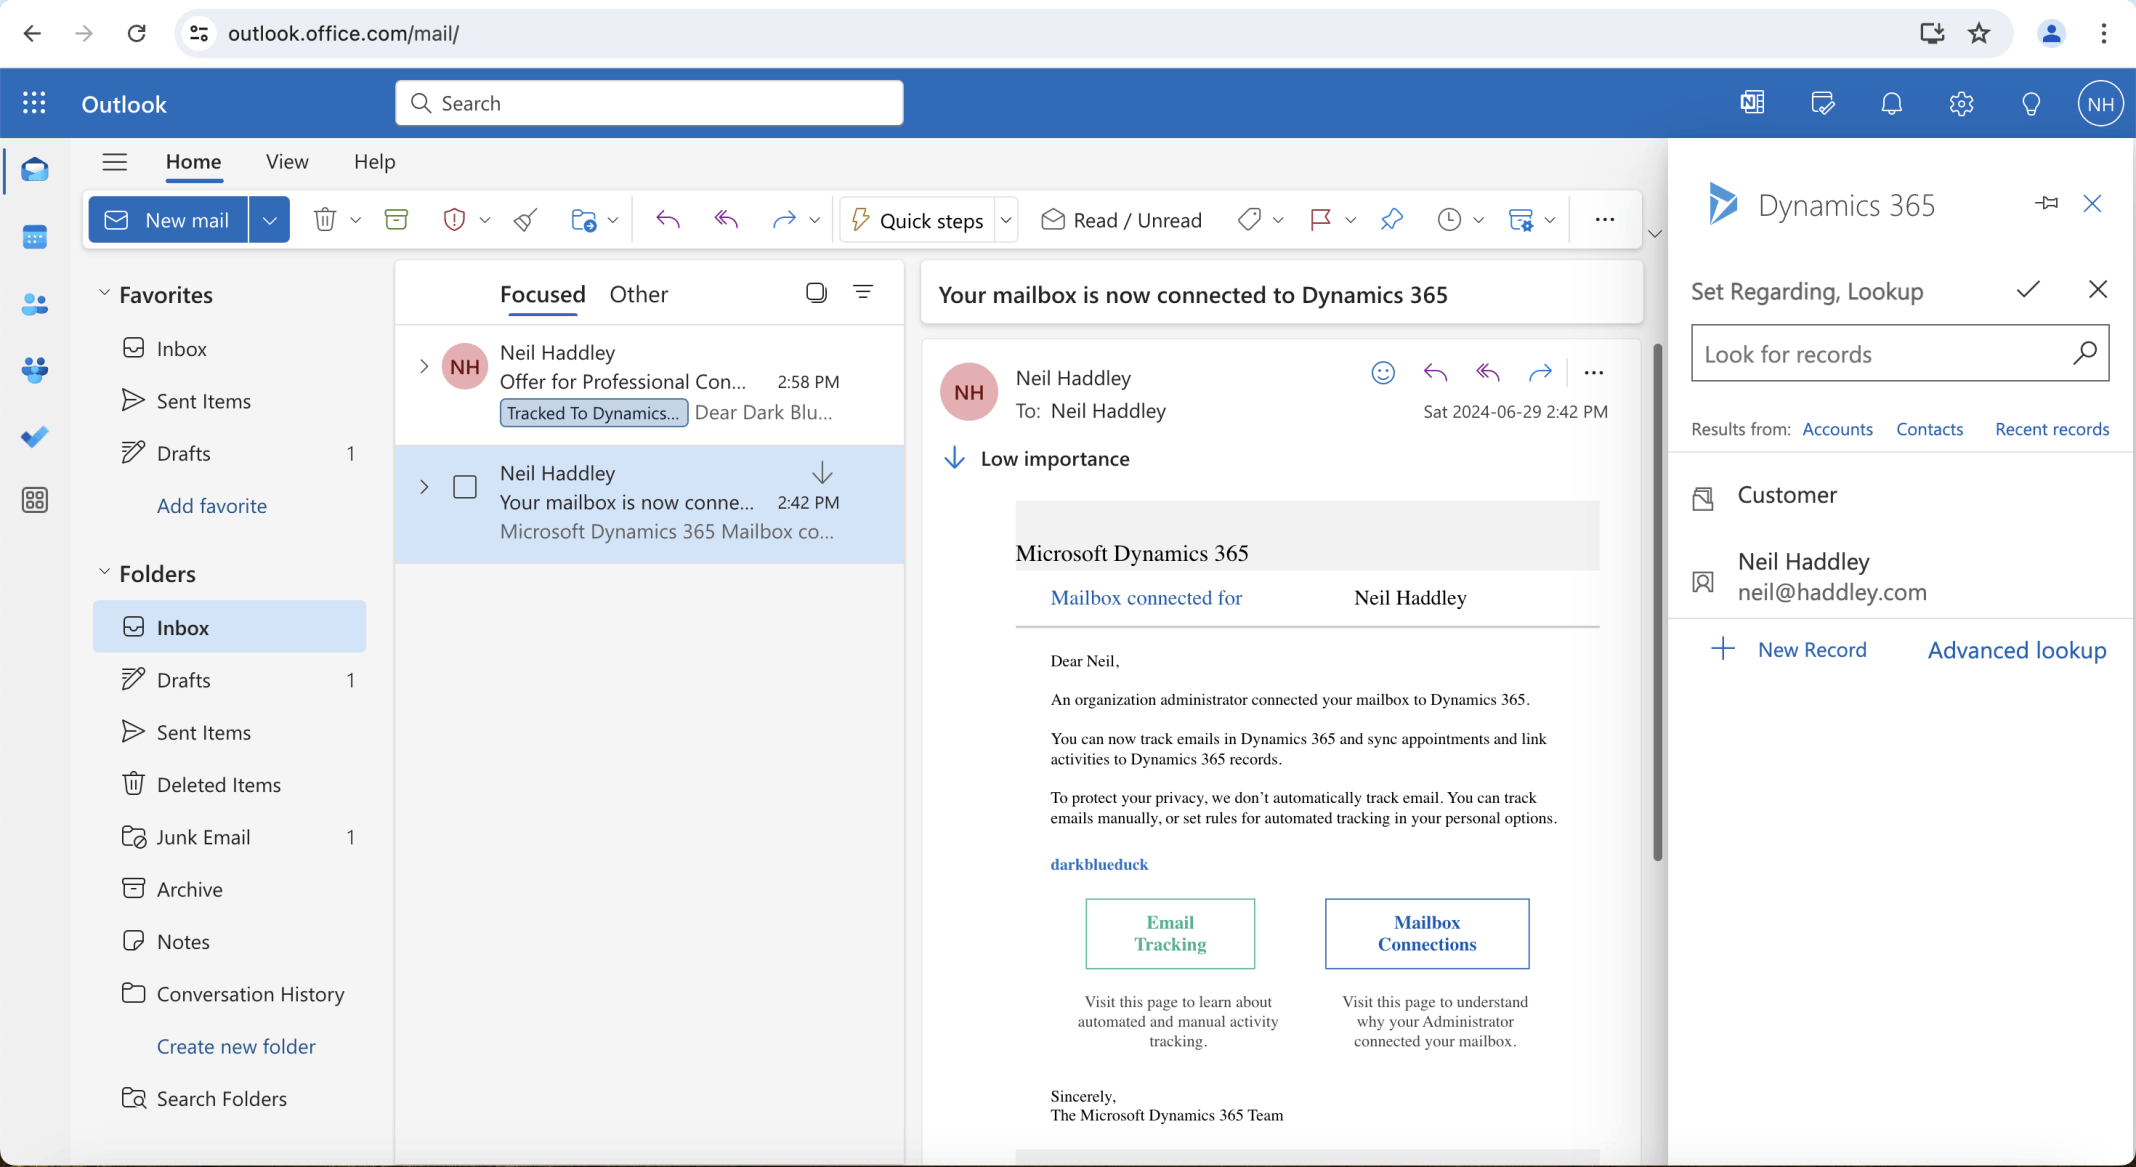 outlook.office.com/mail/
Outlook
Search
NH
Home View Help
New mail
Quick steps
Read / Unread
Favorites
Inbox
Sent Items
Drafts 1
Add favorite
Folders
Inbox
Drafts 1
Sent Items
Deleted Items
Junk Email 1
Archive
Notes
Conversation History
Create new folder
Search Folders
Focused Other
NH
Neil Haddley
Offer for Professional Con... 2:58 PM
Tracked To Dynamics... Dear Dark Blu...
Neil Haddley
Your mailbox is now conne... 2:42 PM
Microsoft Dynamics 365 Mailbox co...
Your mailbox is now connected to Dynamics 365
NH
Neil Haddley
To: Neil Haddley
Sat 2024-06-29 2:42 PM
Low importance
Microsoft Dynamics 365
Mailbox connected for Neil Haddley
Dear Neil,
An organization administrator connected your mailbox to Dynamics 365.
You can now track emails in Dynamics 365 and sync appointments and link
activities to Dynamics 365 records.
To protect your privacy, we don't automatically track email. You can track
emails manually, or set rules for automated tracking in your personal options.
darkblueduck
Email
Tracking
Visit this page to learn about
automated and manual activity
tracking.
Mailbox
Connections
Visit this page to understand
why your Administrator
connected your mailbox.
Sincerely,
The Microsoft Dynamics 365 Team
Dynamics 365
Set Regarding, Lookup
Look for records
Results from: Accounts Contacts Recent records
Customer
Neil Haddley
neil@haddley.com
New Record Advanced lookup